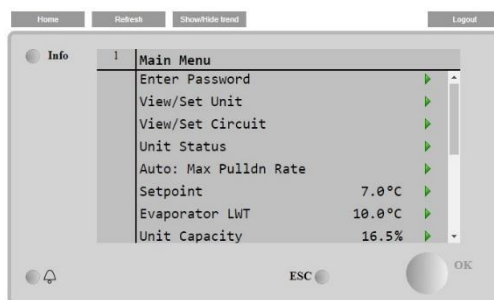 Home Refresh Show/Hide trend Logout
Info
1 Main Menu
Enter Password
View/Set Unit
View/Set Circuit
Unit Status
Auto: Max Pulldn Rate
Setpoint 7.0°C
Evaporator LWT 10.0°C
Unit Capacity 16.5%
ESC OK